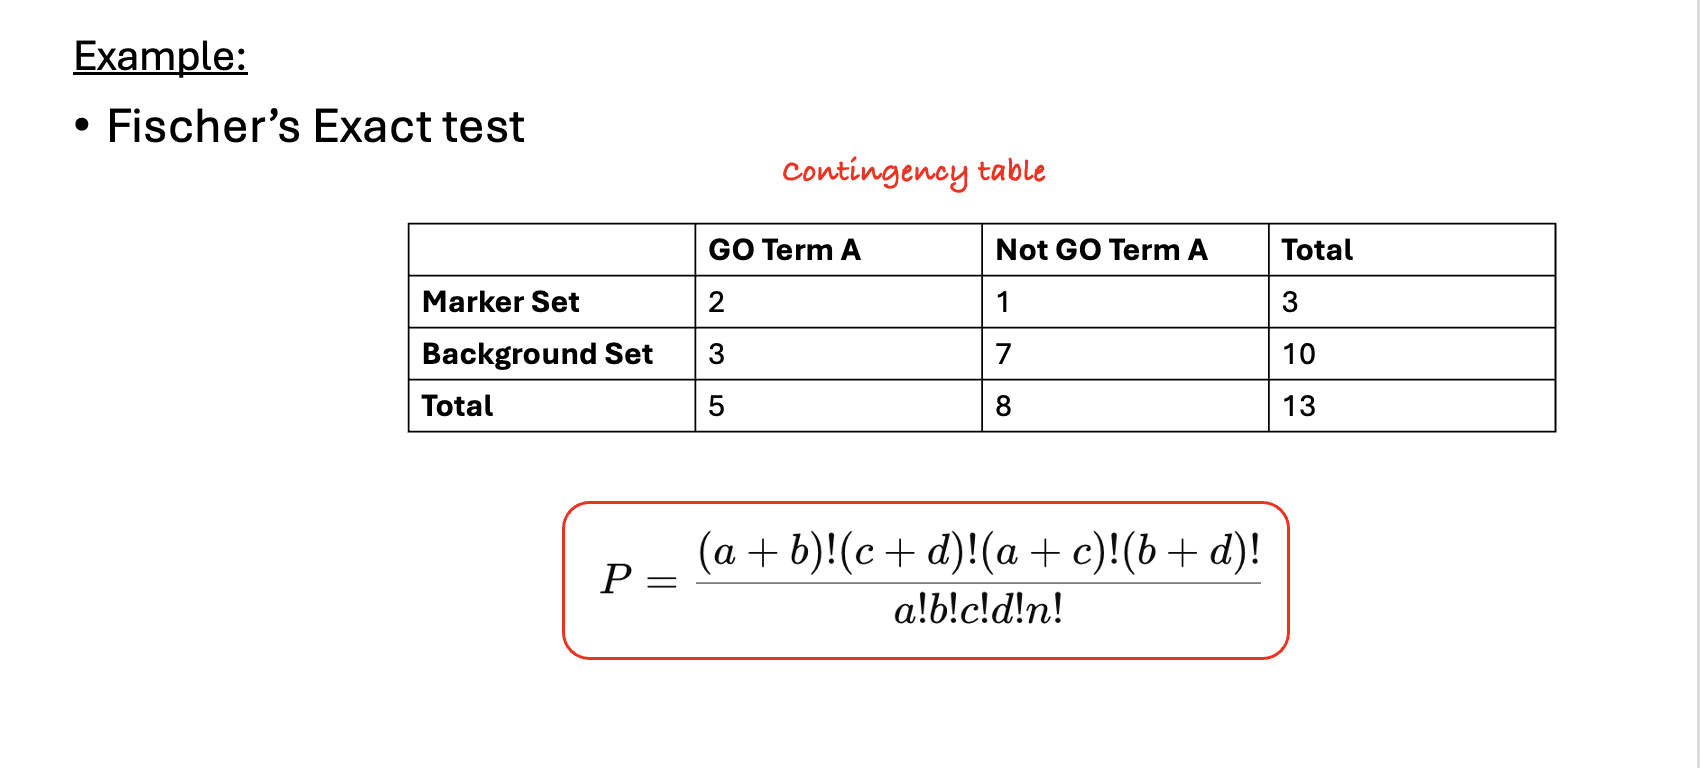 Example:
• Fischer’s Exact test
Contingency table
GO Term A Not GO Term A Total
Marker Set 2 1 3
Background Set 3 7 10
Total 5 8 13
P = (a + b)!(c + d)!(a + c)!(b + d)!
a!b!c!d!n!